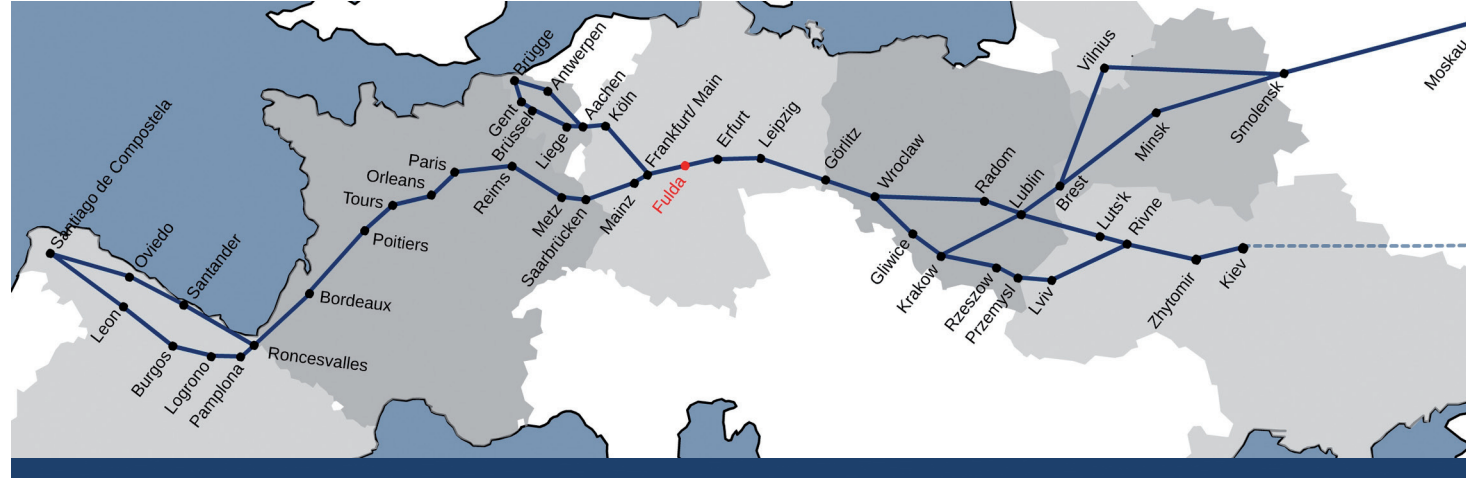 Santiago de Compostela
Oviedo
Santander
Leon
Burgos
Logrono
Pamplona
Roncesvalles
Bordeaux
Poitiers
Tours
Orleans
Paris
Reims
Metz
Saarbrücken
Mainz
Brügge
Antwerpen
Gent
Brüssel
Liege
Aachen
Köln
Frankfurt/ Main
Fulda
Erfurt
Leipzig
Görlitz
Wroclaw
Gliwice
Krakow
Radom
Lublin
Rzeszow
Przemysl
Lviv
Brest
Luts'k
Rivne
Zhytomir
Kiev
Vilnius
Minsk
Smolensk
Moskau